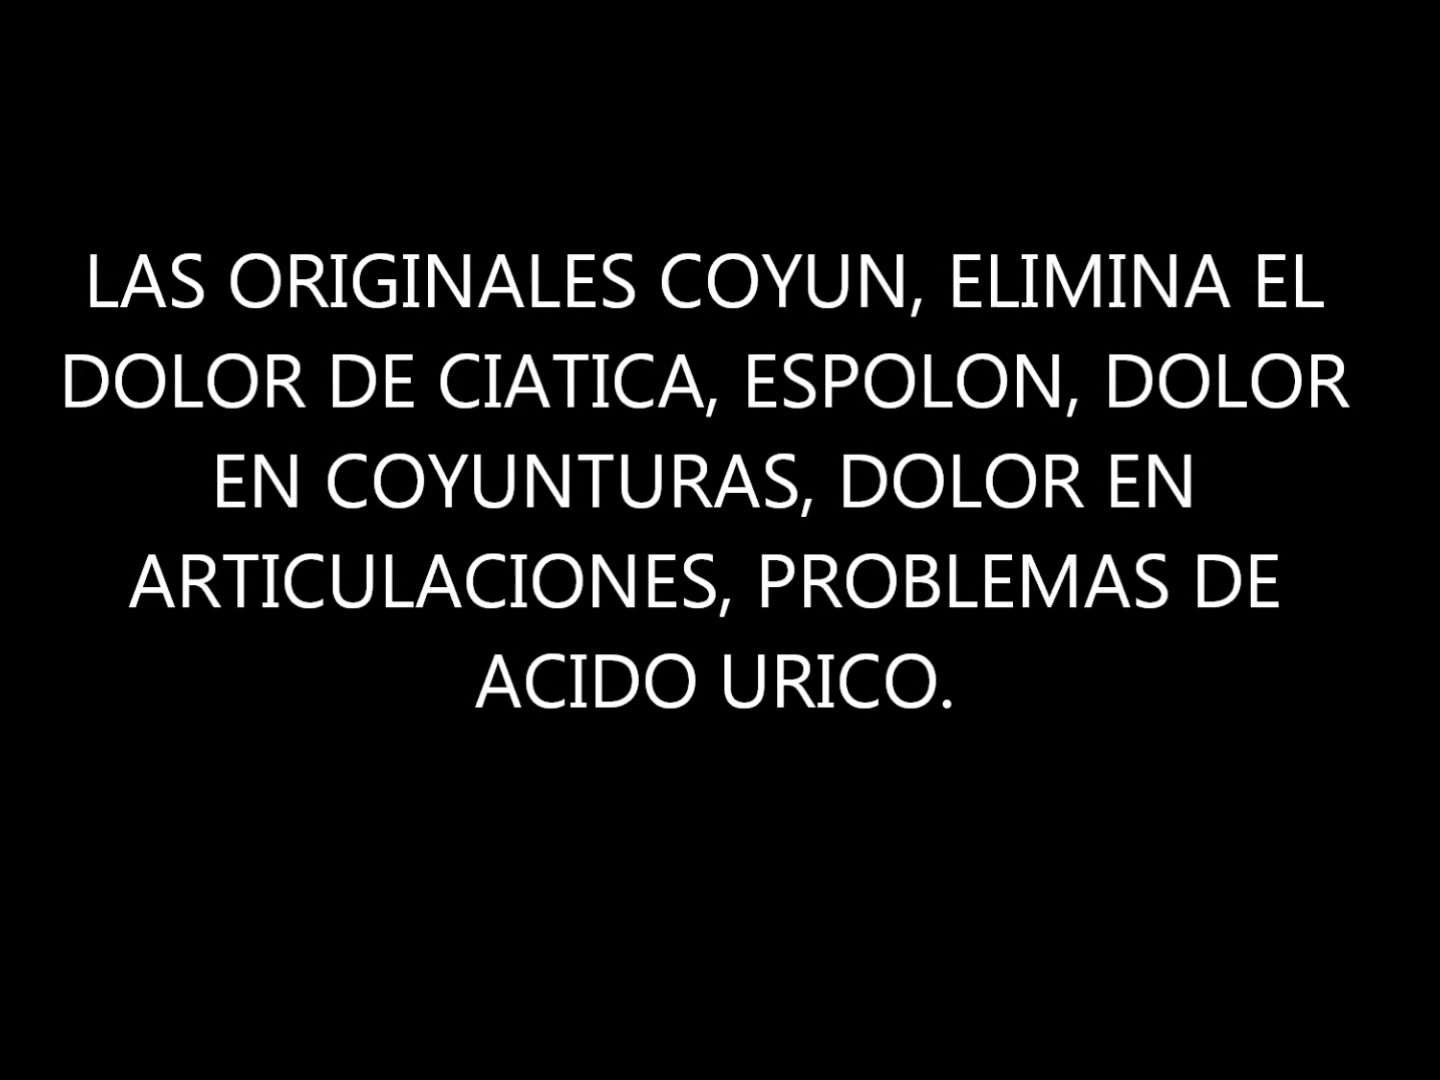 LAS ORIGINALES COYUN, ELIMINA EL
DOLOR DE CIATICA, ESPOLON, DOLOR
EN COYUNTURAS, DOLOR EN
ARTICULACIONES, PROBLEMAS DE
ACIDO URICO.